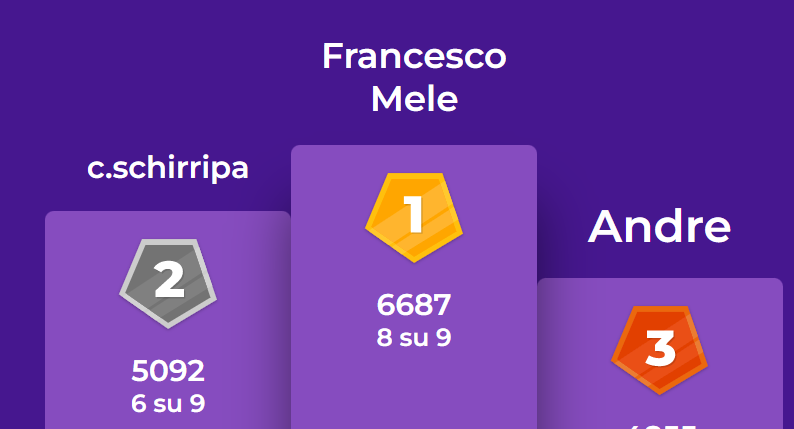 Francesco
Mele
c.schirripa
Andre
1
6687
8 su 9
2
5092
6 su 9
3